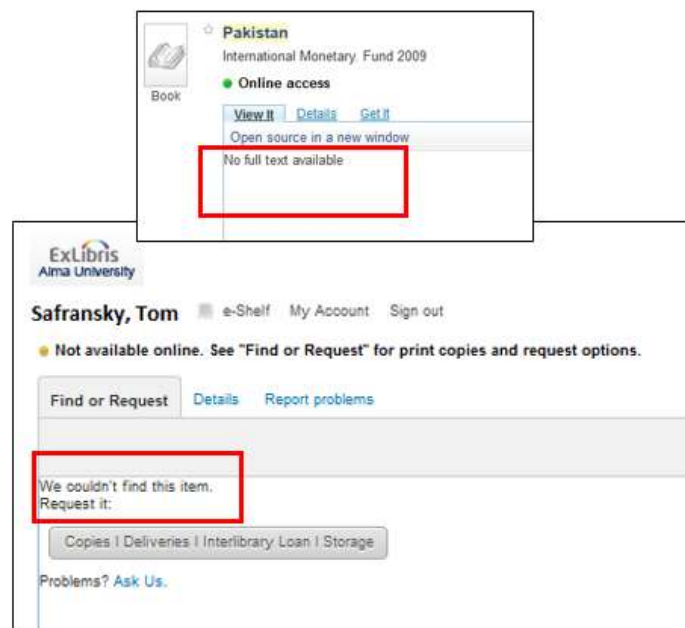 Pakistan
International Monetary. Fund 2009
Online access
Book
View It Details Get It
Open source in a new window
No full text available
ExLibris
Alma University
Safransky, Tom e-Shelf My Account Sign out
Not available online. See "Find or Request" for print copies and request options.
Find or Request Details Report problems
We couldn't find this item.
Request it:
Copies I Deliveries I Interlibrary Loan I Storage
Problems? Ask Us.